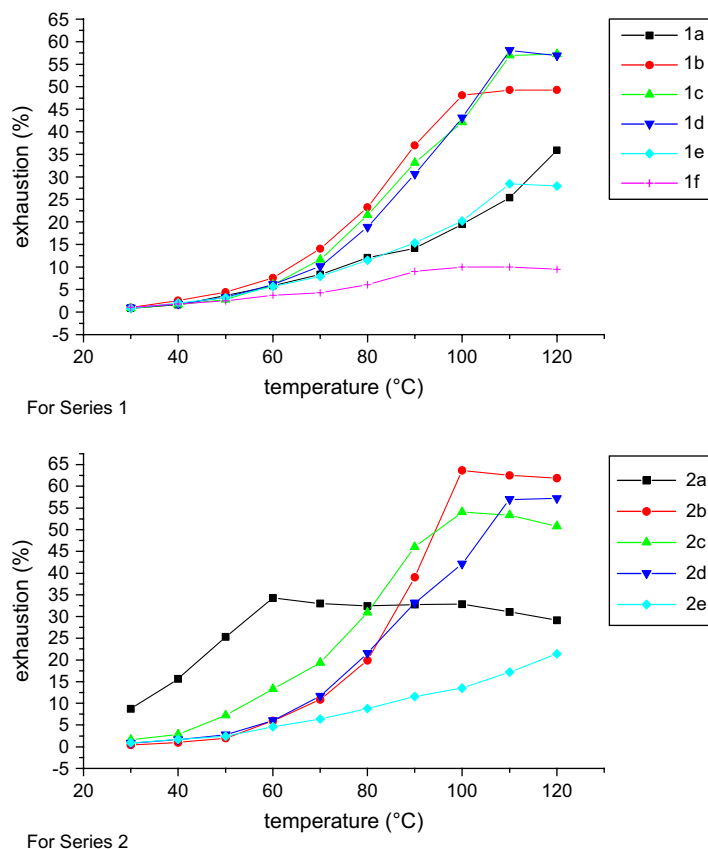 65
60
55
50
45
40
35
30
25
20
15
10
5
0
-5
exhaustion (%)
20 40 60 80 100 120
temperature (°C)
1a
1b
1c
1d
1e
1f
For Series 1
65
60
55
50
45
40
35
30
25
20
15
10
5
0
-5
exhaustion (%)
20 40 60 80 100 120
temperature (°C)
2a
2b
2c
2d
2e
For Series 2